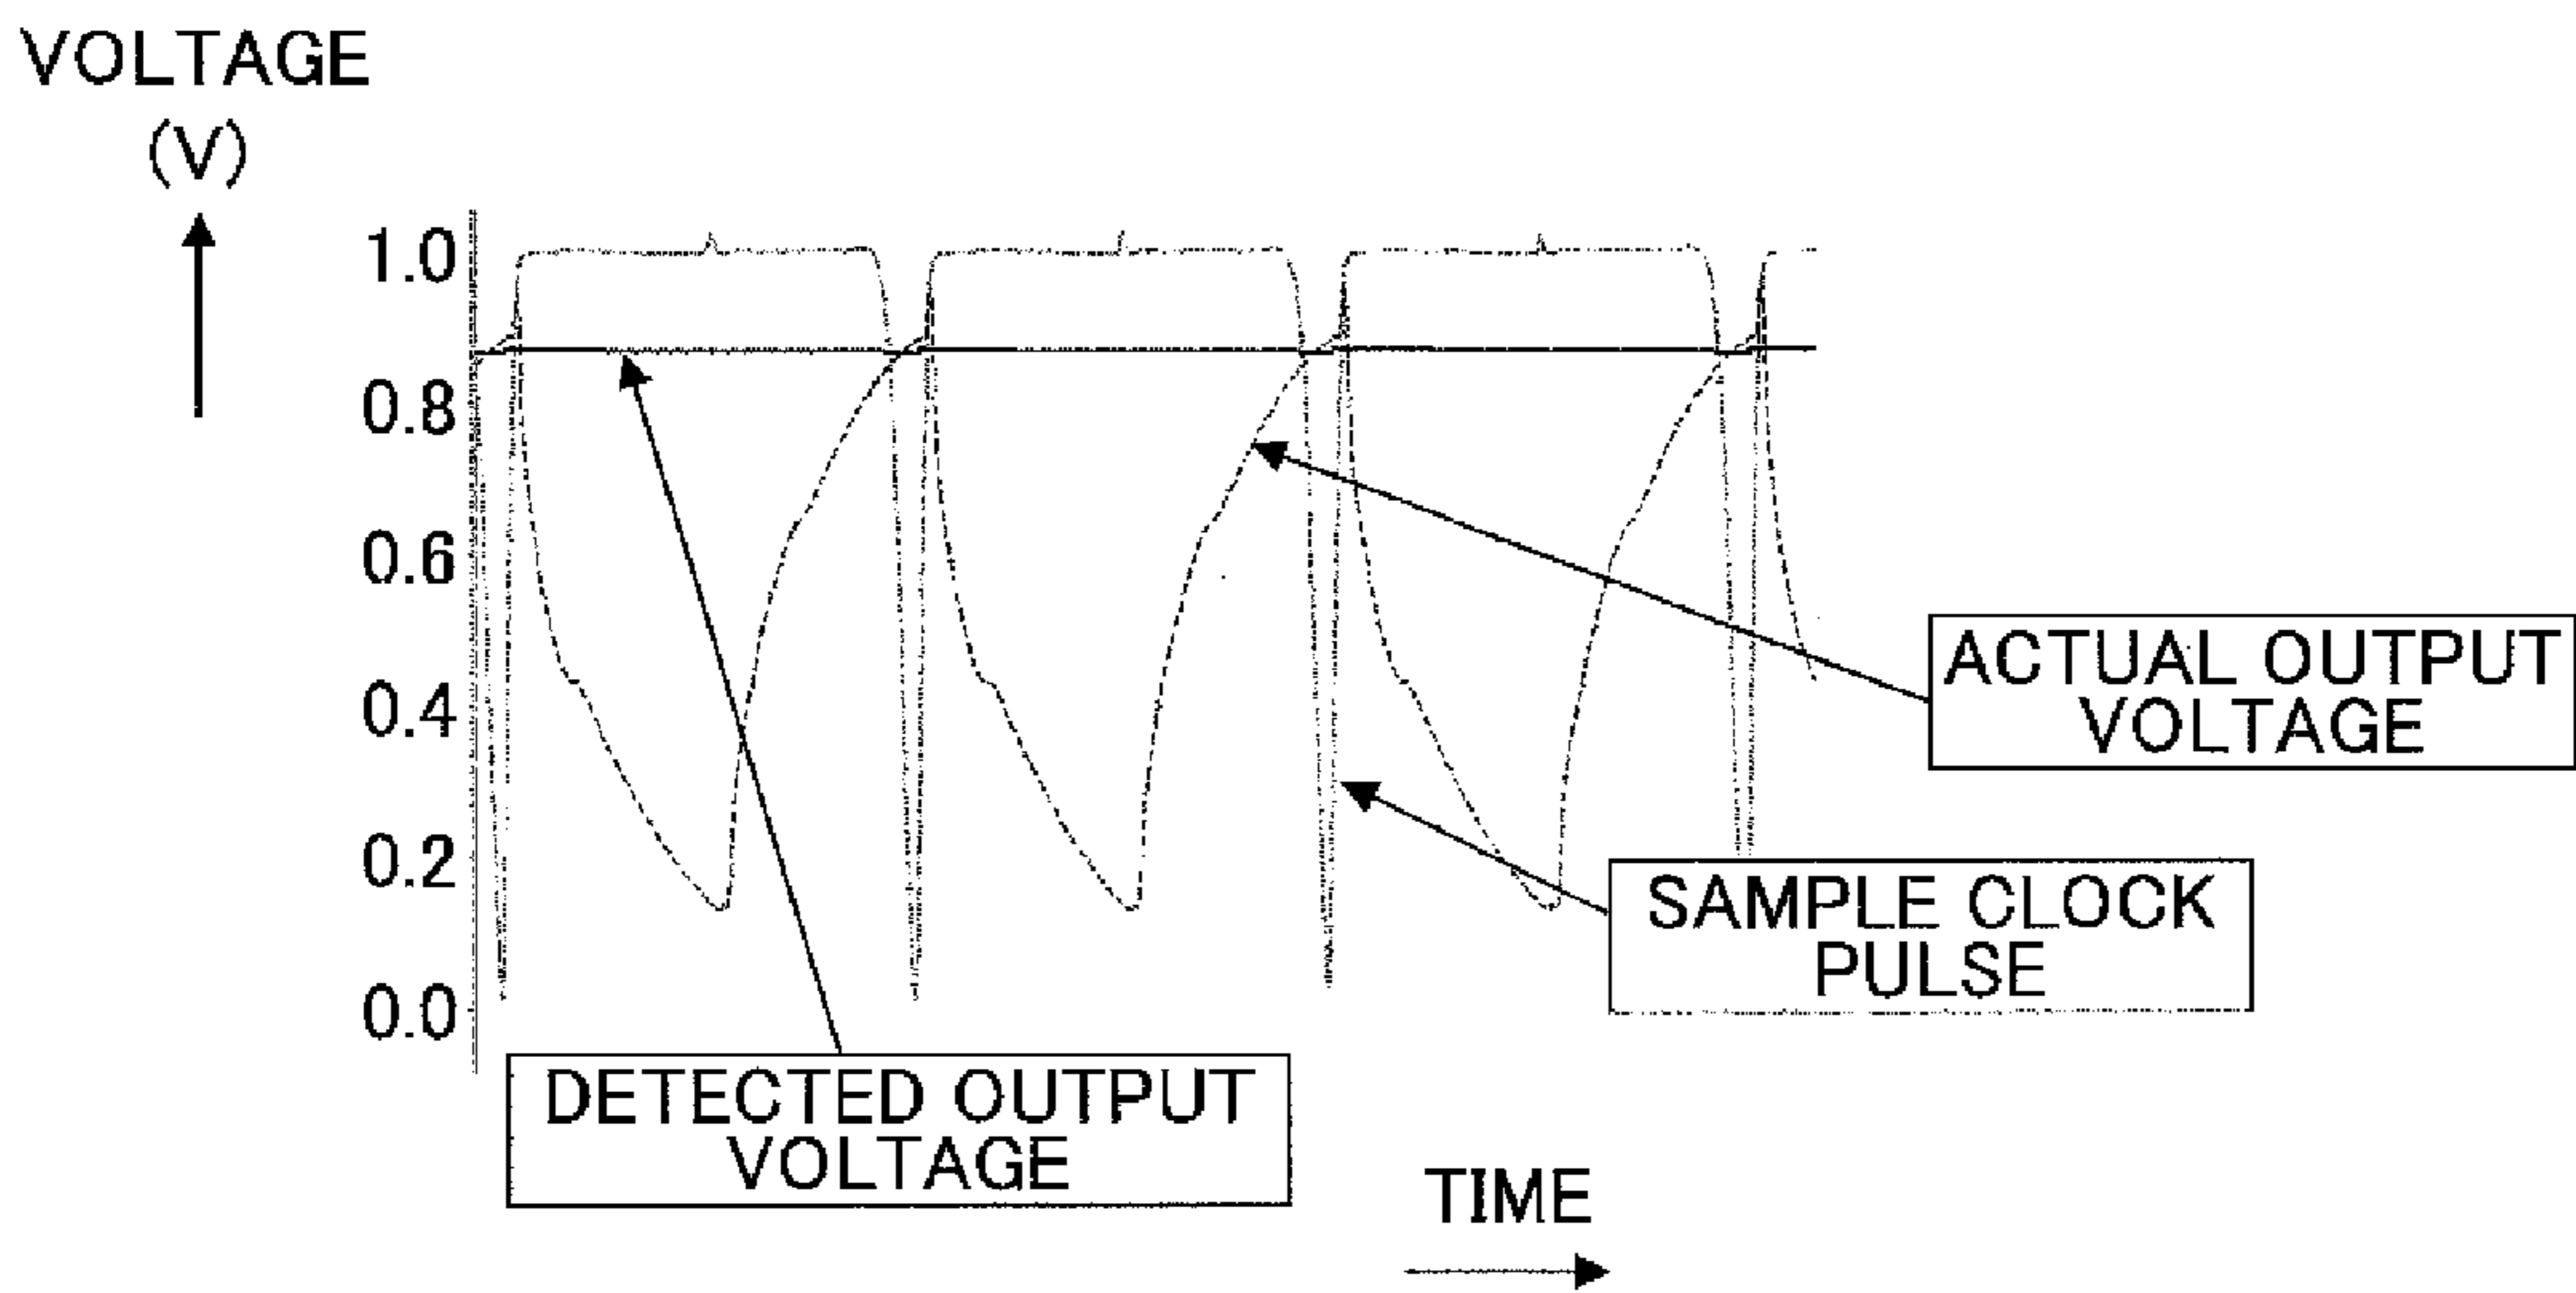 VOLTAGE
(V)
1.0
0.8
0.6
0.4
0.2
0.0
ACTUAL OUTPUT
VOLTAGE
SAMPLE CLOCK
PULSE
DETECTED OUTPUT
VOLTAGE
TIME